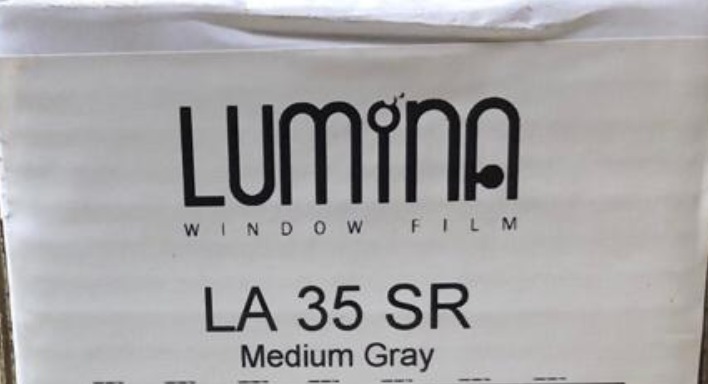 LUMINA
WINDOW FILM
LA 35 SR
Medium Gray